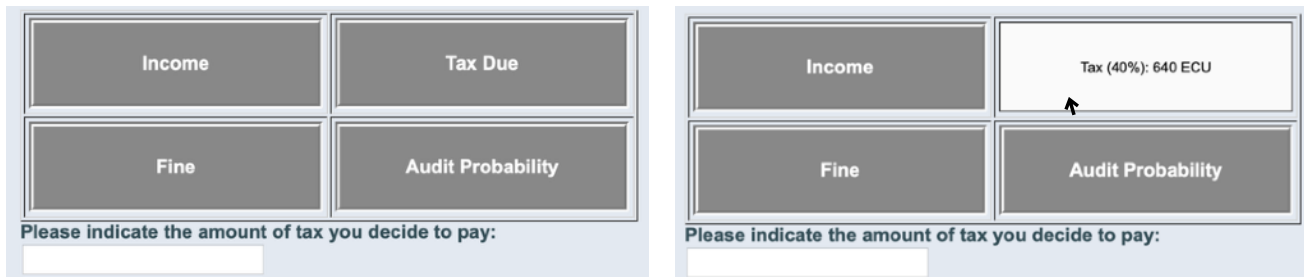 Income
Tax Due
Fine
Audit Probability
Please indicate the amount of tax you decide to pay:
Income
Tax (40%): 640 ECU
Fine
Audit Probability
Please indicate the amount of tax you decide to pay: